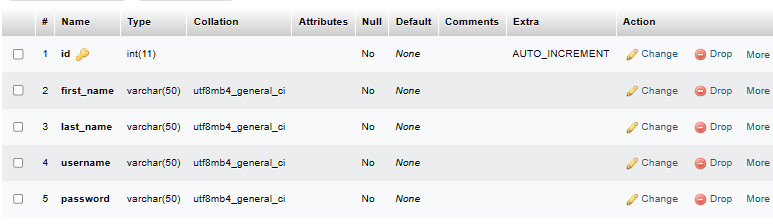 # Name Type Collation Attributes Null Default Comments Extra Action
1 id int(11) No None AUTO_INCREMENT Change Drop More
2 first_name varchar(50) utf8mb4_general_ci No None Change Drop More
3 last_name varchar(50) utf8mb4_general_ci No None Change Drop More
4 username varchar(50) utf8mb4_general_ci No None Change Drop More
5 password varchar(50) utf8mb4_general_ci No None Change Drop More